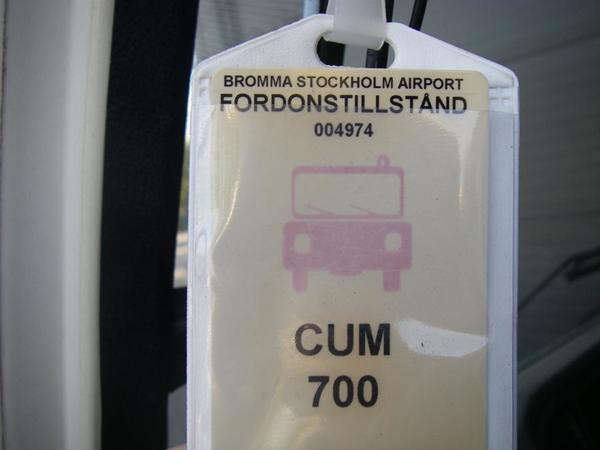 BROMMA STOCKHOLM AIRPORT
FORDONSTILLSTÅND
004974
CUM
700